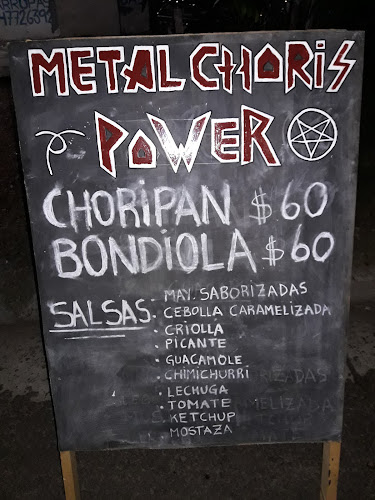 METAL CHORIS
POWER
CHORIPAN $60
BONDIOLA $60
SALSAS · MAY. SABORIZADAS
· CEBOLLA CARAMELIZADA
· CRIOLLA
· PICANTE
· GUACAMOLE
· CHIMICHURRI
· LECHUGA
· TOMATE
· KETCHUP
· MOSTAZA